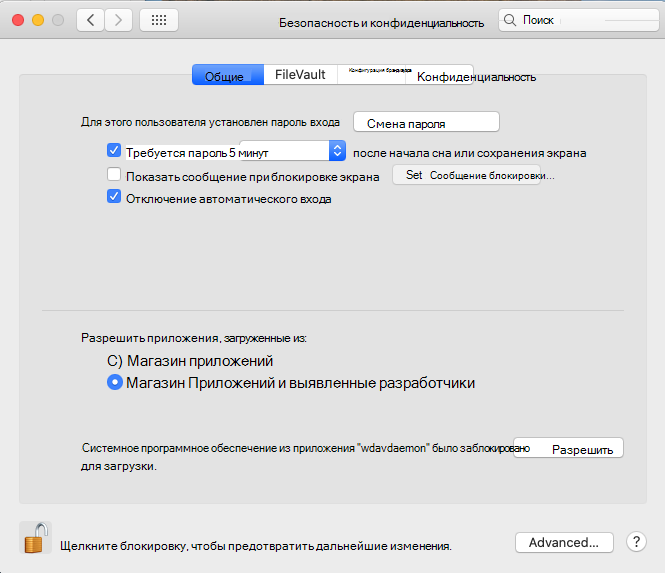 Безопасность и конфиденциальность
Поиск
Общие
FileVault
Конфигурация брандмауэра
Конфиденциальность
Для этого пользователя установлен пароль входа
Смена пароля
Требуется пароль 5 минут
после начала сна или сохранения экрана
Показать сообщение при блокировке экрана
Set Сообщение блокировки...
Отключение автоматического входа
Разрешить приложения, загруженные из:
С) Магазин приложений
Магазин Приложений и выявленные разработчики
Системное программное обеспечение из приложения "wdavdaemon" было заблокировано
для загрузки.
Разрешить
Щелкните блокировку, чтобы предотвратить дальнейшие изменения.
Advanced...
?